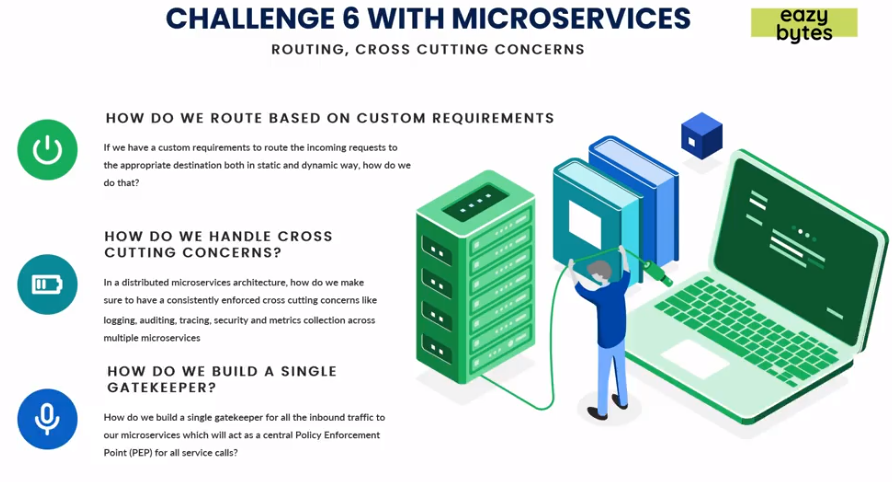 CHALLENGE 6 WITH MICROSERVICES
eazy
bytes
ROUTING, CROSS CUTTING CONCERNS
HOW DO WE ROUTE BASED ON CUSTOM REQUIREMENTS
If we have a custom requirements to route the incoming requests to
the appropriate destination both in static and dynamic way, how do we
do that?
HOW DO WE HANDLE CROSS
CUTTING CONCERNS?
In a distributed microservices architecture, how do we make
sure to have a consistently enforced cross cutting concerns like
logging, auditing, tracing, security and metrics collection across
multiple microservices
HOW DO WE BUILD A SINGLE
GATEKEEPER?
How do we build a single gatekeeper for all the inbound traffic to
our microservices which will act as a central Policy Enforcement
Point (PEP) for all service calls?